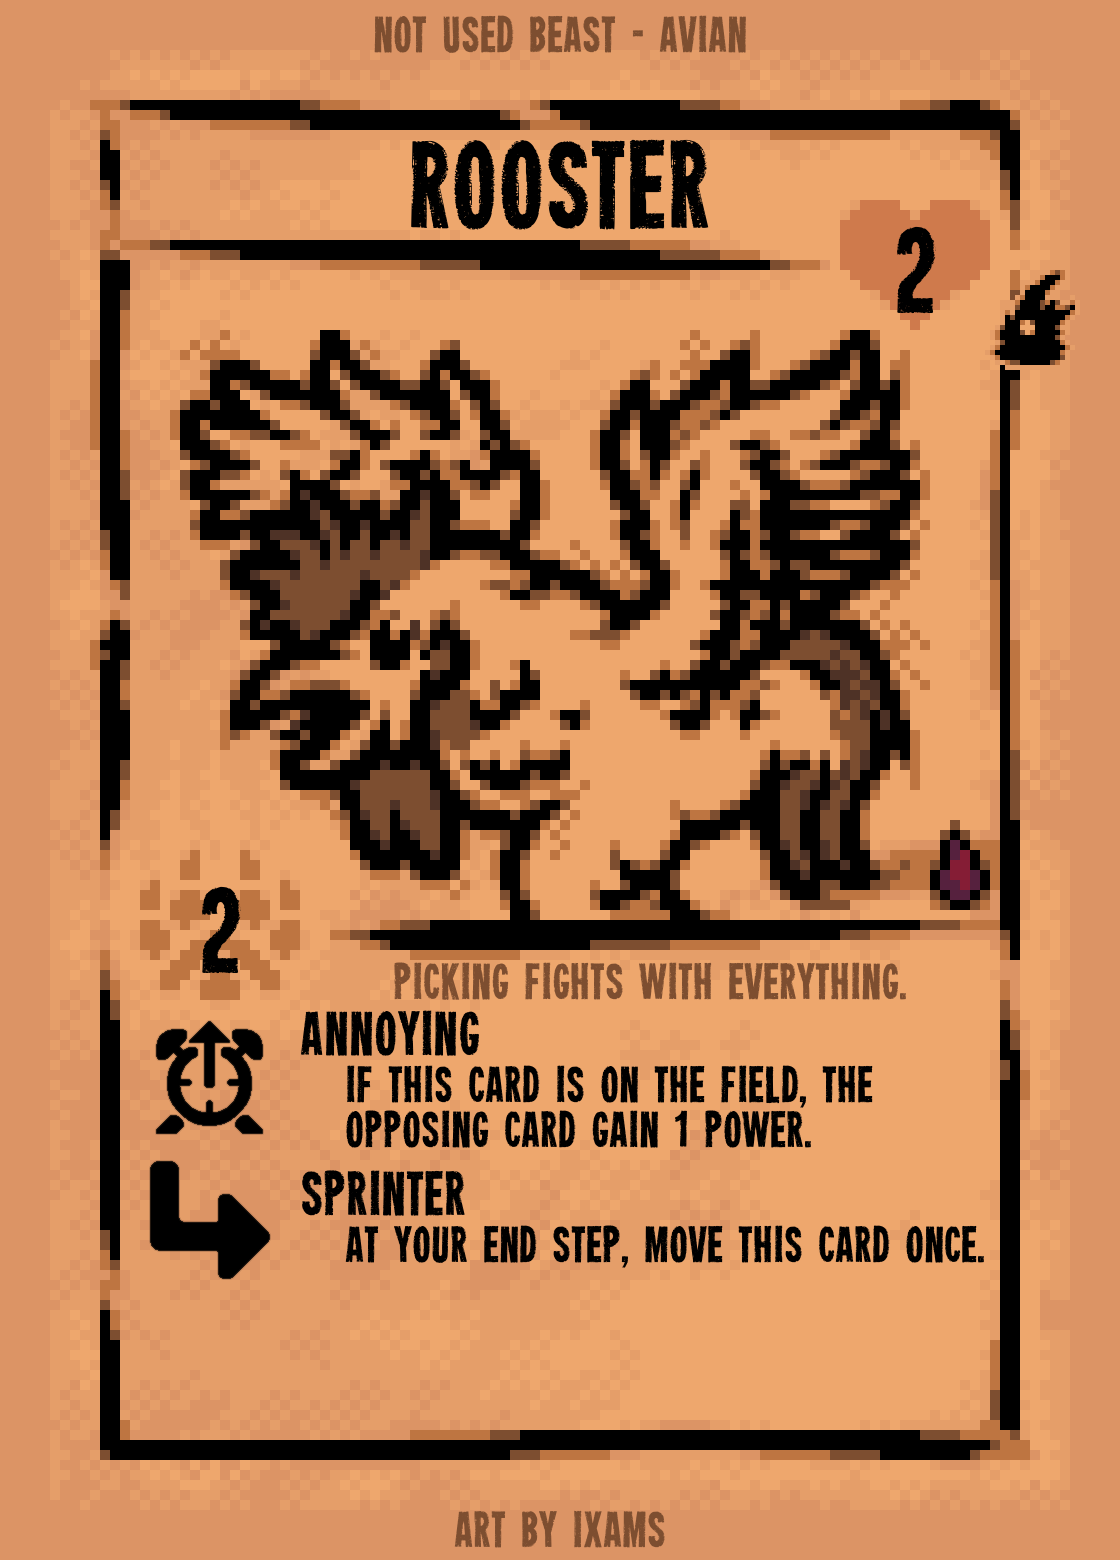 NOT USED BEAST - AVIAN
ROOSTER
2
2
PICKING FIGHTS WITH EVERYTHING.
ANNOYING
IF THIS CARD IS ON THE FIELD, THE
OPPOSING CARD GAIN 1 POWER.
SPRINTER
AT YOUR END STEP, MOVE THIS CARD ONCE.
ART BY IXAMS